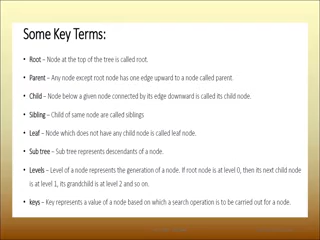 Some Key Terms:
• Root – Node at the top of the tree is called root.
• Parent – Any node except root node has one edge upward to a node called parent.
• Child – Node below a given node connected by its edge downward is called its child node.
• Sibling – Child of same node are called siblings
• Leaf – Node which does not have any child node is called leaf node.
• Sub tree – Sub tree represents descendants of a node.
• Levels – Level of a node represents the generation of a node. If root node is at level 0, then its next child node
is at level 1, its grandchild is at level 2 and so on.
• keys – Key represents a value of a node based on which a search operation is to be carried out for a node.